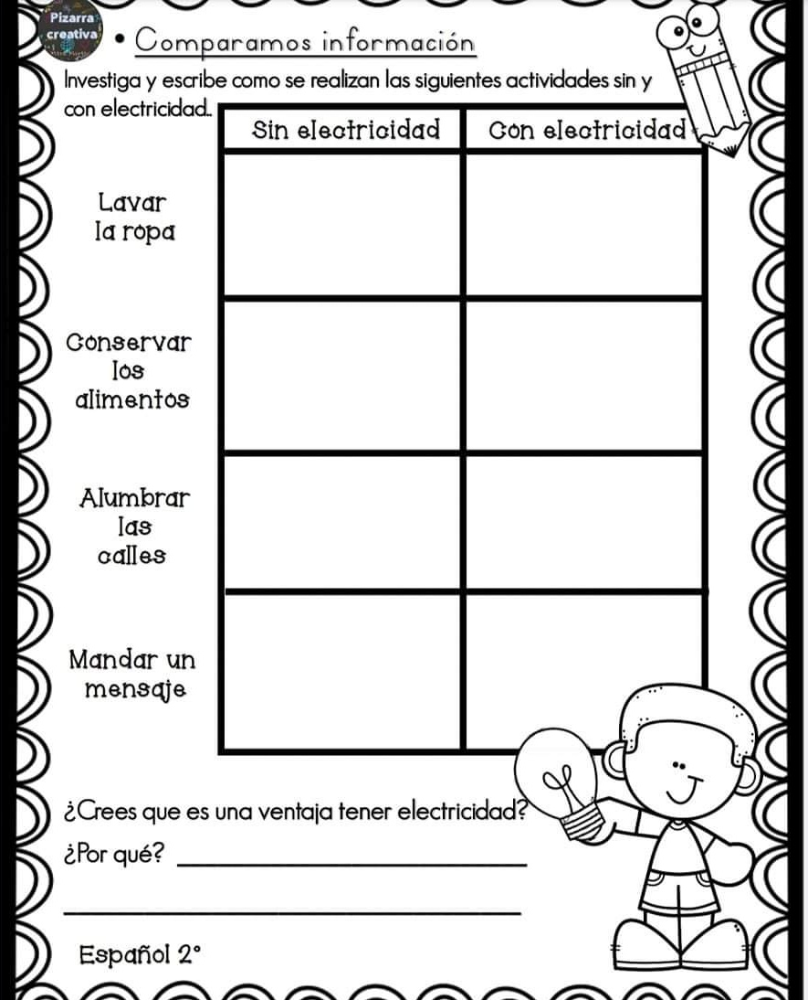 Pizarra
creativa
• Comparamos información
Investiga y escribe como se realizan las siguientes actividades sin y
con electricidad..
Sin electricidad Con electricidad
Lavar
la ropa
Conservar
los
alimentos
Alumbrar
las
calles
Mandar un
mensaje
¿Crees que es una ventaja tener electricidad?
¿Por qué?
Español 2°